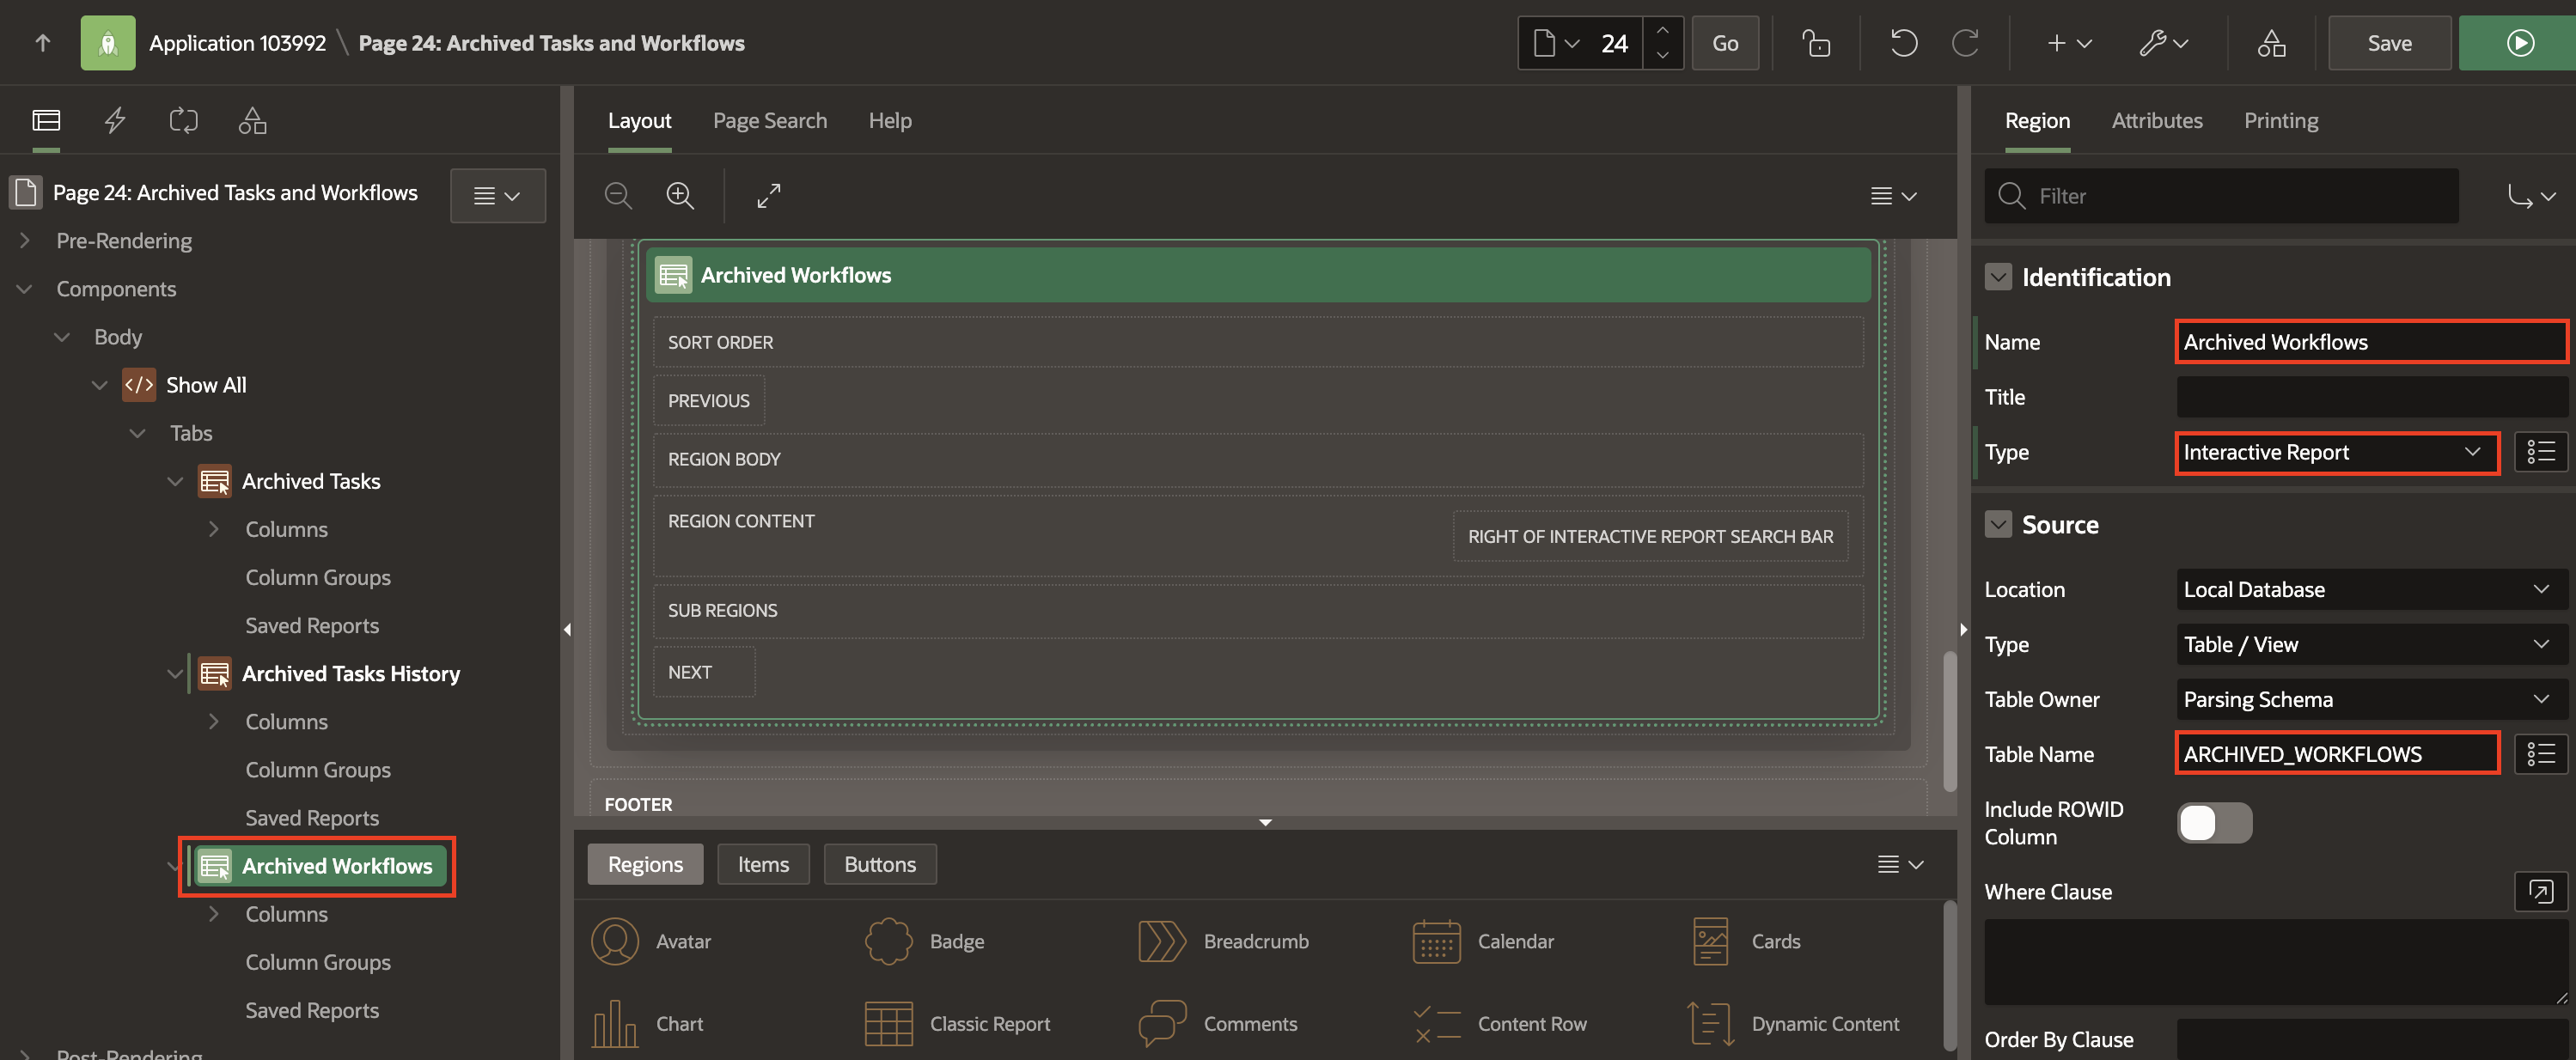 Application 103992 \ Page 24: Archived Tasks and Workflows
24
Go
Save
Page 24: Archived Tasks and Workflows
Pre-Rendering
Components
Body
</> Show All
Tabs
Archived Tasks
Columns
Column Groups
Saved Reports
Archived Tasks History
Columns
Column Groups
Saved Reports
Archived Workflows
Columns
Column Groups
Saved Reports
Post-Rendering
Layout
Page Search
Help
Archived Workflows
SORT ORDER
PREVIOUS
REGION BODY
REGION CONTENT
RIGHT OF INTERACTIVE REPORT SEARCH BAR
SUB REGIONS
NEXT
FOOTER
Regions
Items
Buttons
Avatar
Badge
Breadcrumb
Calendar
Cards
Chart
Classic Report
Comments
Content Row
Dynamic Content
Region
Attributes
Printing
Filter
Identification
Name
Archived Workflows
Title
Type
Interactive Report
Source
Location
Local Database
Type
Table / View
Table Owner
Parsing Schema
Table Name
ARCHIVED_WORKFLOWS
Include ROWID
Column
Where Clause
Order By Clause